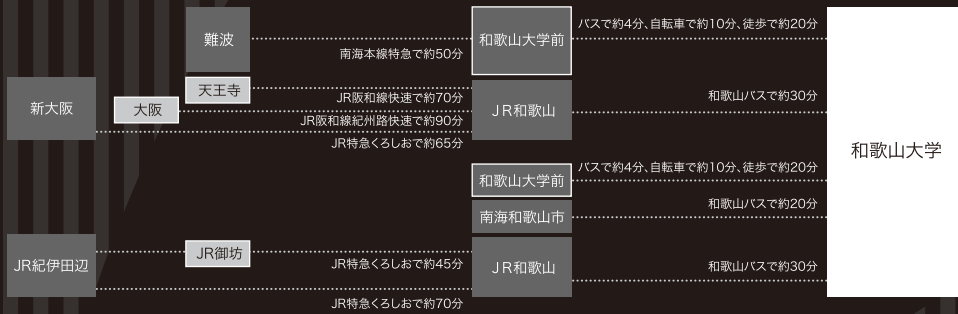 難波
南海本線特急で約50分
和歌山大学前
バスで約4分、自転車で約10分、徒歩で約20分
新大阪
大阪
天王寺
JR阪和線快速で約70分
JR阪和線紀州路快速で約90分
JR特急くろしおで約65分
JR和歌山
和歌山バスで約30分
和歌山大学
和歌山大学前
バスで約4分、自転車で約10分、徒歩で約20分
南海和歌山市
和歌山バスで約20分
JR紀伊田辺
JR御坊
JR特急くろしおで約45分
JR特急くろしおで約70分
JR和歌山
和歌山バスで約30分